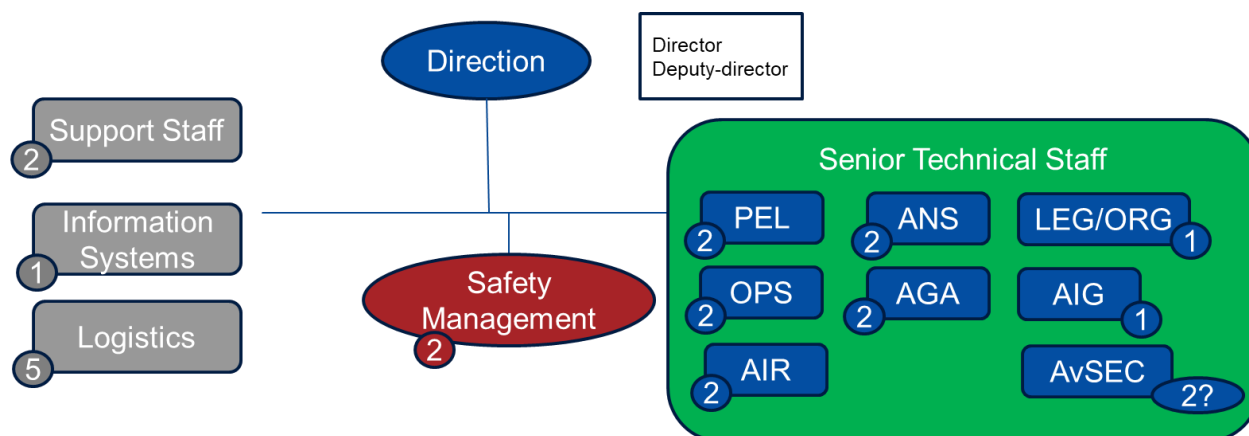 Direction
Director
Deputy-director
Support Staff
2
Information
Systems
1
Logistics
5
Safety
Management
2
Senior Technical Staff
PEL
2
ANS
2
LEG/ORG
1
OPS
2
AGA
2
AIG
1
AIR
2
AvSEC
2?